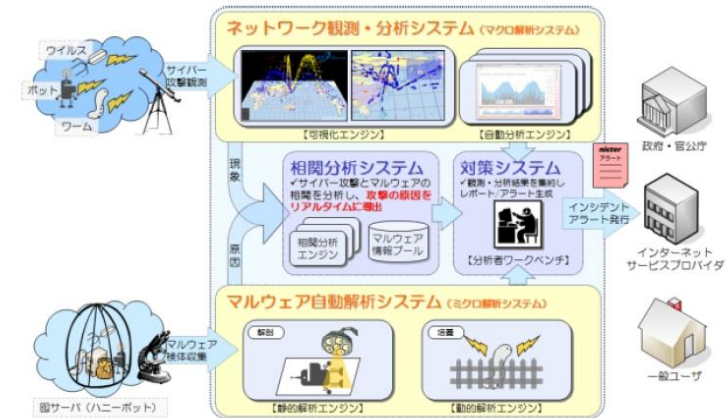 ネットワーク観測・分析システム (マクロ解析システム)
ウイルス
ボット
ワーム
サイバー
攻撃観測
【可視化エンジン】
【自動分析エンジン】
現象
相関分析システム
✓サイバー攻撃とマルウェアの
相関を分析し、攻撃の原因を
リアルタイムに導出
相関分析
エンジン
マルウェア
情報プール
対策システム
✓観測・分析結果を集約し
レポート/アラート生成
【分析者ワークベンチ】
nicter
アラート
インシデント
アラート発行
政府・官公庁
インターネット
サービスプロバイダ
一般ユーザ
原因
マルウェア自動解析システム (ミクロ解析システム)
マルウェア
検体収集
囮サーバ (ハニーポット)
解剖
【静的解析エンジン】
培養
【動的解析エンジン】